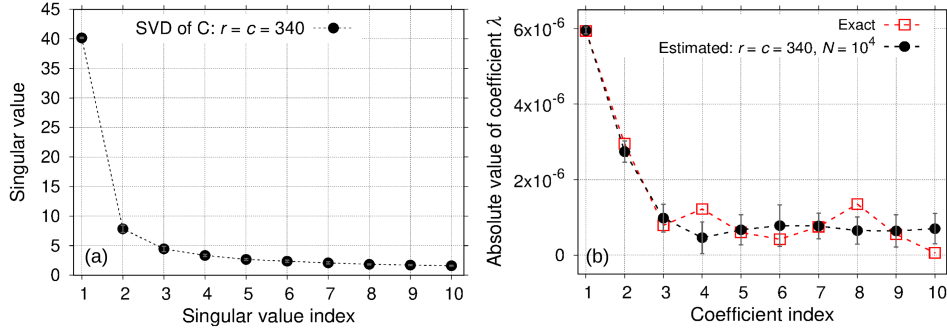 SVD of C: r = c = 340
45
40
35
30
25
20
15
10
5
0
Singular value
(a)
1 2 3 4 5 6 7 8 9 10
Singular value index
Exact
Estimated: r = c = 340, N = 10⁴
6x10⁻⁶
4x10⁻⁶
2x10⁻⁶
0
Absolute value of coefficient λ
(b)
1 2 3 4 5 6 7 8 9 10
Coefficient index